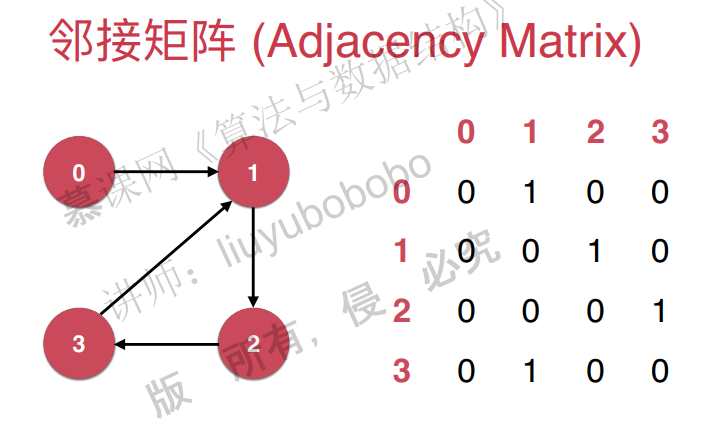 邻接矩阵 (Adjacency Matrix)
慕课网《算法与数据结构》
讲师：liuyubobobo
版 所有，侵 必究
0 1
3 2
0 1 2 3
0 0 1 0 0
1 0 0 1 0
2 0 0 0 1
3 0 1 0 0